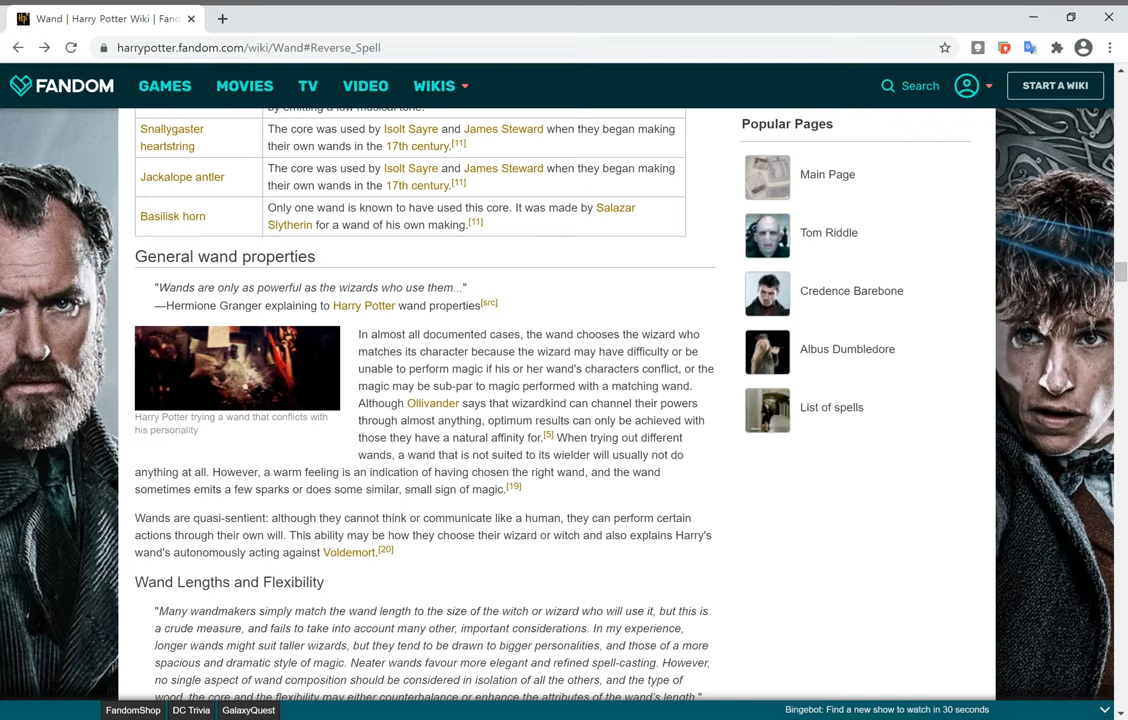 Wand | Harry Potter Wiki | Fand
harrypotter.fandom.com/wiki/Wand#Reverse_Spell
FANDOM GAMES MOVIES TV VIDEO WIKIS Search START A WIKI
by emitting a low musical tone.
Snallygaster heartstring
The core was used by Isolt Sayre and James Steward when they began making
their own wands in the 17th century.[11]
Jackalope antler
The core was used by Isolt Sayre and James Steward when they began making
their own wands in the 17th century.[11]
Basilisk horn
Only one wand is known to have used this core. It was made by Salazar
Slytherin for a wand of his own making.[11]
General wand properties
"Wands are only as powerful as the wizards who use them..."
—Hermione Granger explaining to Harry Potter wand properties[src]
Harry Potter trying a wand that conflicts with
his personality
In almost all documented cases, the wand chooses the wizard who
matches its character because the wizard may have difficulty or be
unable to perform magic if his or her wand's characters conflict, or the
magic may be sub-par to magic performed with a matching wand.
Although Ollivander says that wizardkind can channel their powers
through almost anything, optimum results can only be achieved with
those they have a natural affinity for.[5] When trying out different
wands, a wand that is not suited to its wielder will usually not do
anything at all. However, a warm feeling is an indication of having chosen the right wand, and the wand
sometimes emits a few sparks or does some similar, small sign of magic.[19]
Wands are quasi-sentient: although they cannot think or communicate like a human, they can perform certain
actions through their own will. This ability may be how they choose their wizard or witch and also explains Harry's
wand's autonomously acting against Voldemort.[20]
Wand Lengths and Flexibility
"Many wandmakers simply match the wand length to the size of the witch or wizard who will use it, but this is
a crude measure, and fails to take into account many other, important considerations. In my experience,
longer wands might suit taller wizards, but they tend to be drawn to bigger personalities, and those of a more
spacious and dramatic style of magic. Neater wands favour more elegant and refined spell-casting. However,
no single aspect of wand composition should be considered in isolation of all the others, and the type of
wood, the core and the flexibility may either counterbalance or enhance the attributes of the wand's length."
Popular Pages
Main Page
Tom Riddle
Credence Barebone
Albus Dumbledore
List of spells
FandomShop DC Trivia GalaxyQuest
Bingebot: Find a new show to watch in 30 seconds